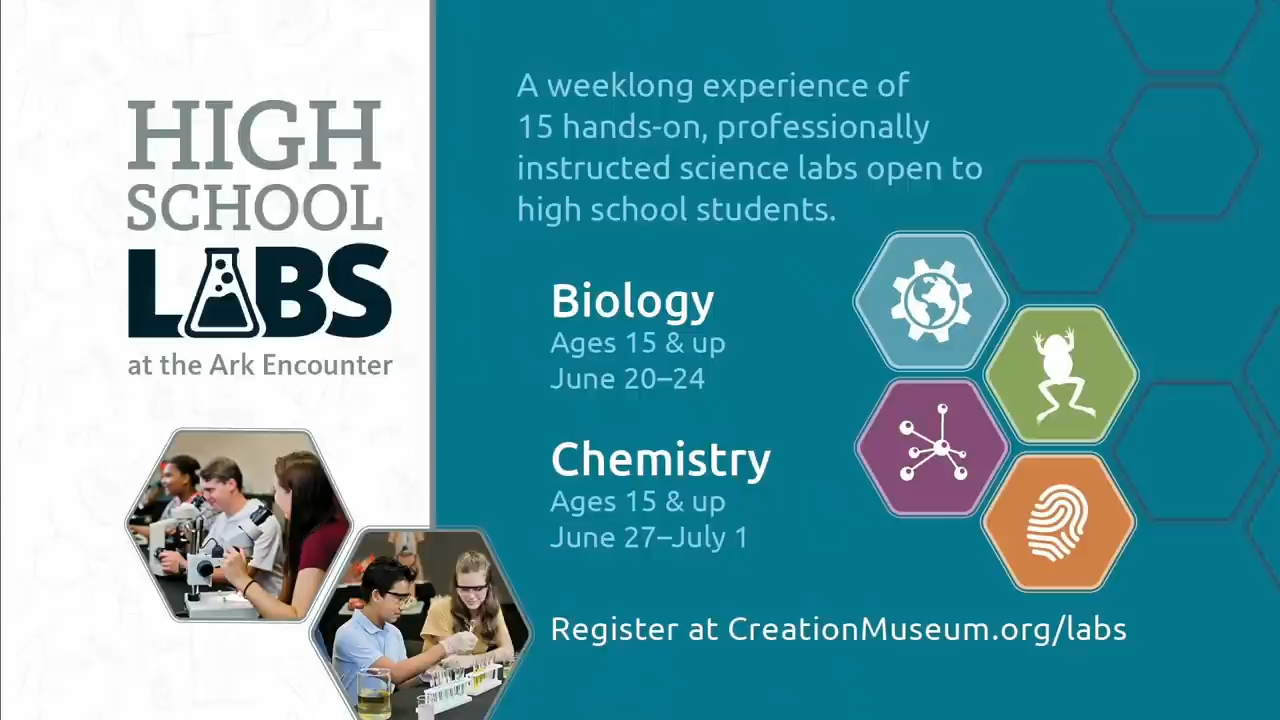 HIGH
SCHOOL
LABS
at the Ark Encounter
A weeklong experience of
15 hands-on, professionally
instructed science labs open to
high school students.
Biology
Ages 15 & up
June 20–24
Chemistry
Ages 15 & up
June 27–July 1
Register at CreationMuseum.org/labs